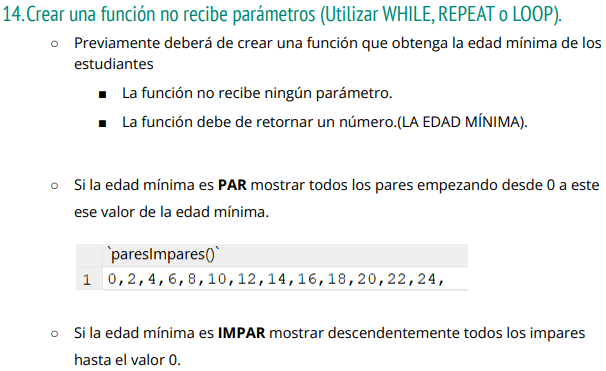 14.Crear una función no recibe parámetros (Utilizar WHILE, REPEAT o LOOP).
○ Previamente deberá de crear una función que obtenga la edad mínima de los
estudiantes
■ La función no recibe ningún parámetro.
■ La función debe de retornar un número.(LA EDAD MÍNIMA).
○ Si la edad mínima es PAR mostrar todos los pares empezando desde 0 a este
ese valor de la edad mínima.
`paresImpares()`
1 0,2,4,6,8,10,12,14,16,18,20,22,24,
○ Si la edad mínima es IMPAR mostrar descendentemente todos los impares
hasta el valor 0.